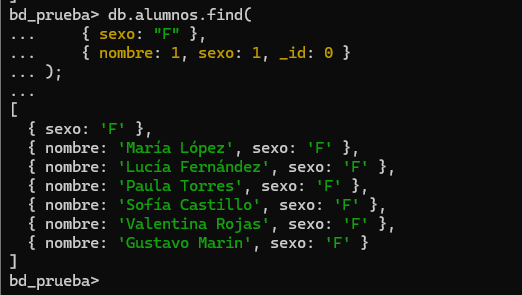 bd_prueba> db.alumnos.find(
...     { sexo: "F" },
...     { nombre: 1, sexo: 1, _id: 0 }
... );
...
[
  { sexo: 'F' },
  { nombre: 'María López', sexo: 'F' },
  { nombre: 'Lucía Fernández', sexo: 'F' },
  { nombre: 'Paula Torres', sexo: 'F' },
  { nombre: 'Sofía Castillo', sexo: 'F' },
  { nombre: 'Valentina Rojas', sexo: 'F' },
  { nombre: 'Gustavo Marin', sexo: 'F' }
]
bd_prueba>